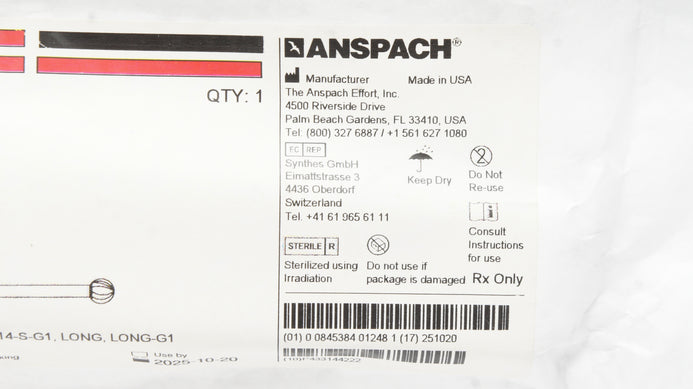 ANSPACH®
Manufacturer Made in USA
QTY: 1
The Anspach Effort, Inc.
4500 Riverside Drive
Palm Beach Gardens, FL 33410, USA
Tel: (800) 327 6887 / +1 561 627 1080
EC REP
Synthes GmbH
Eimattstrasse 3
4436 Oberdorf
Switzerland
Tel. +41 61 965 61 11
Keep Dry
2
Do Not
Re-use
Consult
Instructions
for use
STERILE R
Sterilized using
Irradiation
Do not use if
package is damaged
Rx Only
14-S-G1, LONG, LONG-G1
Use by
2025-10-20
(01) 0 0845384 01248 1 (17) 251020